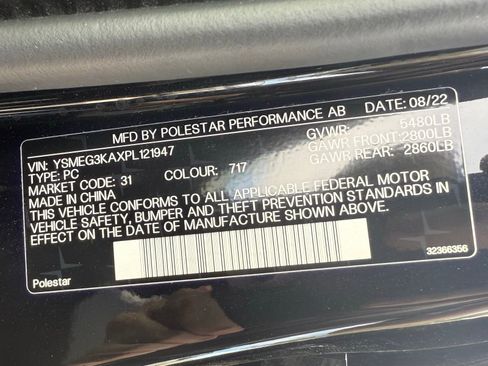 MFD BY POLESTAR PERFORMANCE AB DATE: 08/22
VIN: YSMEG3KAXPL121947 GVWR: 5480LB
TYPE: PC GAWR FRONT:2800LB
MARKET CODE: 31 COLOUR: 717 GAWR REAR: 2860LB
MADE IN CHINA
THIS VEHICLE CONFORMS TO ALL APPLICABLE FEDERAL MOTOR
VEHICLE SAFETY, BUMPER AND THEFT PREVENTION STANDARDS IN
EFFECT ON THE DATE OF MANUFACTURE SHOWN ABOVE.
Polestar 32366356